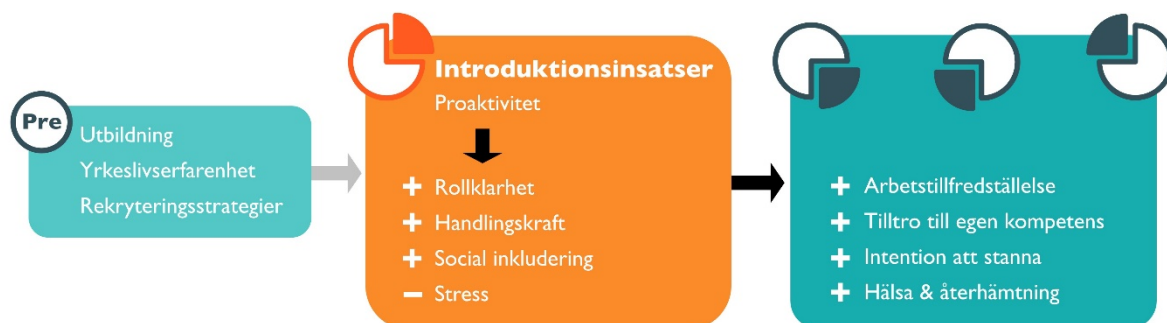 Pre
Utbildning
Yrkeslivserfarenhet
Rekryteringsstrategier
Introduktionsinsatser
Proaktivitet
+ Rollklarhet
+ Handlingskraft
+ Social inkludering
− Stress
+ Arbetstillfredställelse
+ Tilltro till egen kompetens
+ Intention att stanna
+ Hälsa & återhämtning